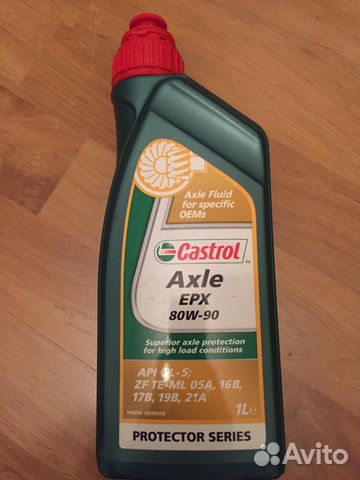 Axle Fluid
for specific
OEMs
Castrol
Axle
EPX
80W-90
Superior axle protection
for high load conditions
API GL-5;
ZF TE-ML 05A, 16B,
17B, 19B, 21A
1L e
PROTECTOR SERIES
Avito